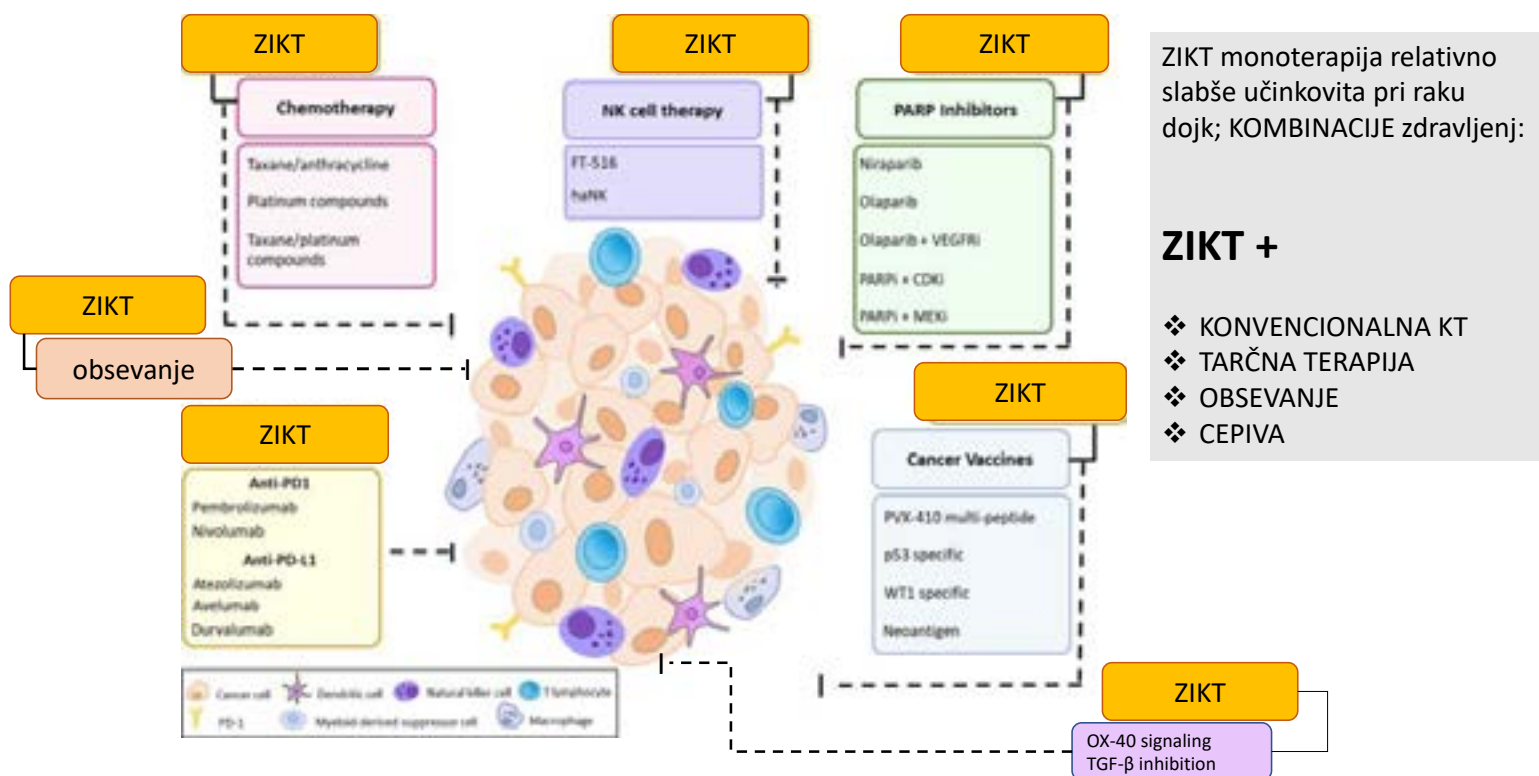 ZIKT
ZIKT
ZIKT
Chemotherapy
Taxane/anthracycline
Platinum compounds
Taxane/platinum
compounds
NK cell therapy
FT-516
haNK
PARP Inhibitors
Niraparib
Olaparib
Olaparib + VEGFRi
PARPi + CDKi
PARPi + MEKi
ZIKT
obsevanje
ZIKT
Anti-PD1
Pembrolizumab
Nivolumab
Anti-PD-L1
Atezolizumab
Avelumab
Durvalumab
ZIKT
Cancer Vaccines
PVX-410 multi-peptide
p53 specific
WT1 specific
Neoantigen
Cancer cell
Dendritic cell
Natural killer cell
T lymphocyte
PD-1
Myeloid derived suppressor cell
Macrophage
ZIKT
OX-40 signaling
TGF-β inhibition
ZIKT monoterapija relativno
slabše učinkovita pri raku
dojk; KOMBINACIJE zdravljenj:
ZIKT +
❖ KONVENCIONALNA KT
❖ TARČNA TERAPIJA
❖ OBSEVANJE
❖ CEPIVA